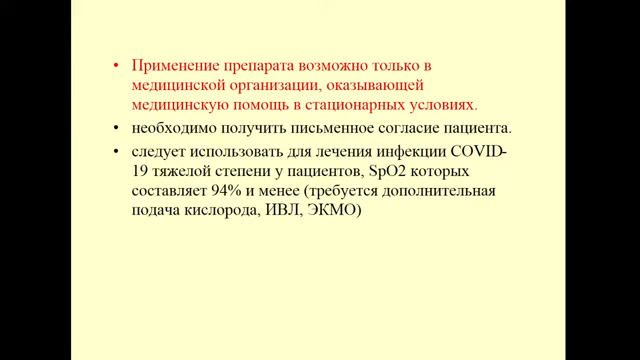 • Применение препарата возможно только в
медицинской организации, оказывающей
медицинскую помощь в стационарных условиях.
• необходимо получить письменное согласие пациента.
• следует использовать для лечения инфекции COVID-
19 тяжелой степени у пациентов, SpO2 которых
составляет 94% и менее (требуется дополнительная
подача кислорода, ИВЛ, ЭКМО)